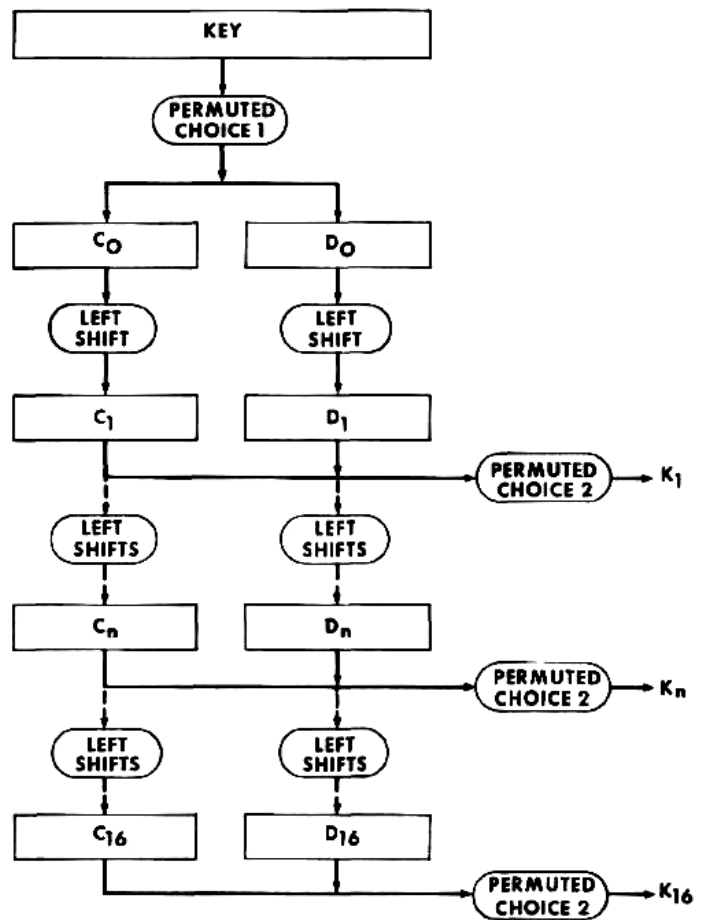 KEY
PERMUTED
CHOICE 1
C0 D0
LEFT
SHIFT
LEFT
SHIFT
C1 D1
PERMUTED
CHOICE 2
K1
LEFT
SHIFTS
LEFT
SHIFTS
Cn Dn
PERMUTED
CHOICE 2
Kn
LEFT
SHIFTS
LEFT
SHIFTS
C16 D16
PERMUTED
CHOICE 2
K16